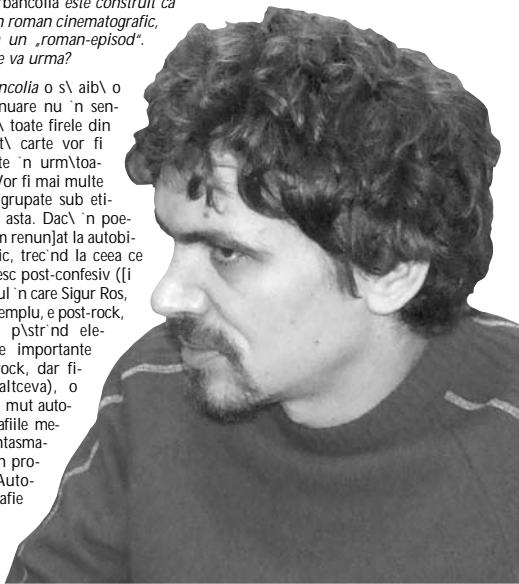 rbancolia este construit ca
n roman cinematografic,
un „roman-episod“.
e va urma?
ncolia o s\ aib\ o
nuare nu `n sen-
\ toate firele din
t\ carte vor fi
te `n urm\toa-
Vor fi mai multe
grupate sub eti-
asta. Dac\ `n poe-
m renun]at la autobi-
ic, trec`nd la ceea ce
esc post-confesiv ([i
ul `n care Sigur Ros,
emplu, e post-rock,
p\str`nd ele-
e importante
rock, dar fi-
altceva), o
mut auto-
afiile me-
ntasma-
n pro-
Auto-
afie